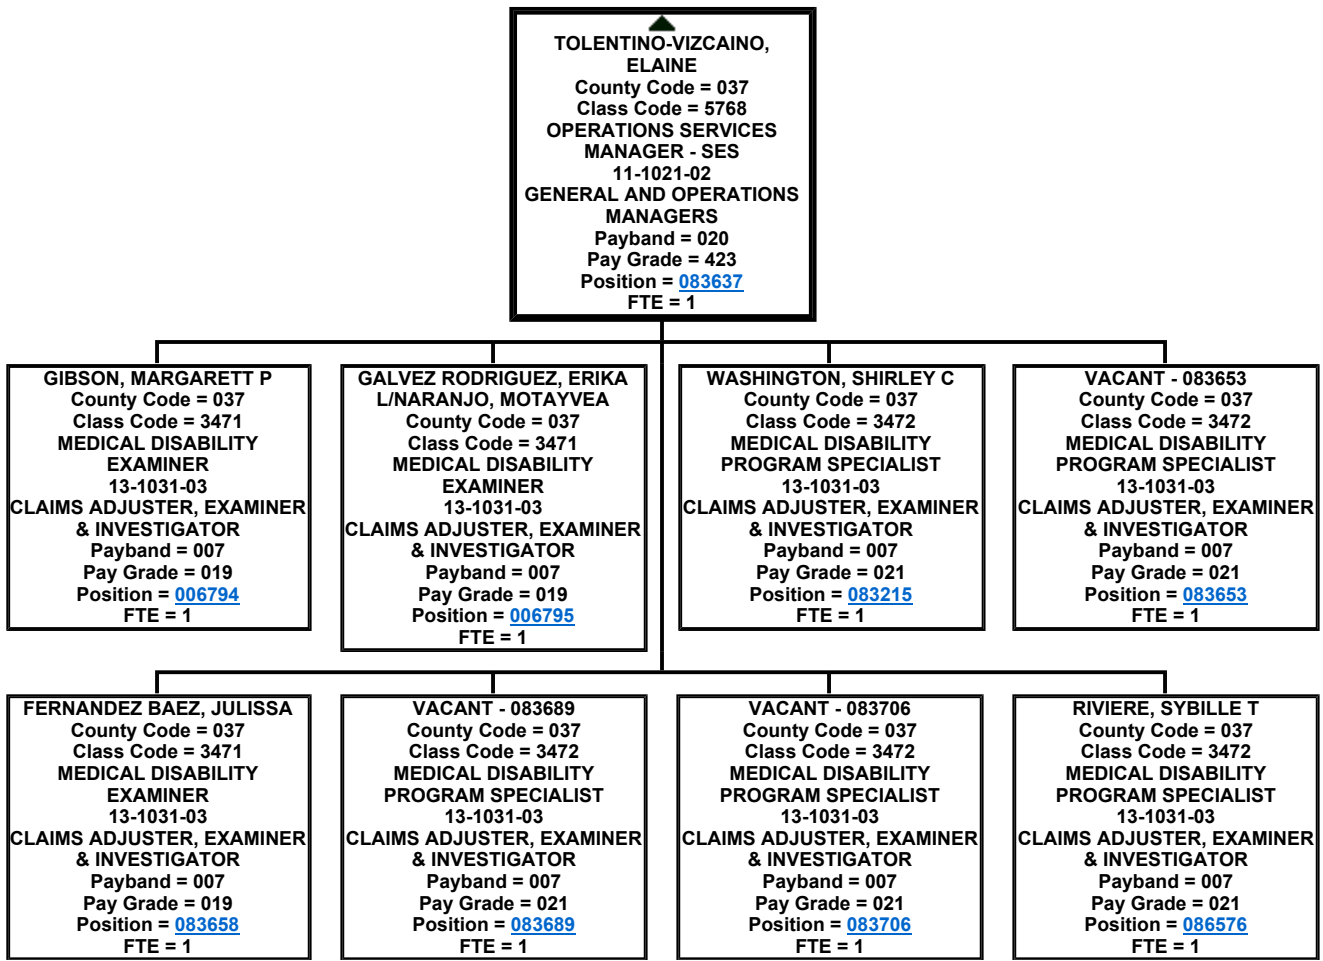 TOLENTINO-VIZCAINO,
ELAINE
County Code = 037
Class Code = 5768
OPERATIONS SERVICES
MANAGER - SES
11-1021-02
GENERAL AND OPERATIONS
MANAGERS
Payband = 020
Pay Grade = 423
Position = 083637
FTE = 1
GIBSON, MARGARETT P
County Code = 037
Class Code = 3471
MEDICAL DISABILITY
EXAMINER
13-1031-03
CLAIMS ADJUSTER, EXAMINER
& INVESTIGATOR
Payband = 007
Pay Grade = 019
Position = 006794
FTE = 1
GALVEZ RODRIGUEZ, ERIKA
L/NARANJO, MOTAYVEA
County Code = 037
Class Code = 3471
MEDICAL DISABILITY
EXAMINER
13-1031-03
CLAIMS ADJUSTER, EXAMINER
& INVESTIGATOR
Payband = 007
Pay Grade = 019
Position = 006795
FTE = 1
WASHINGTON, SHIRLEY C
County Code = 037
Class Code = 3472
MEDICAL DISABILITY
PROGRAM SPECIALIST
13-1031-03
CLAIMS ADJUSTER, EXAMINER
& INVESTIGATOR
Payband = 007
Pay Grade = 021
Position = 083215
FTE = 1
VACANT - 083653
County Code = 037
Class Code = 3472
MEDICAL DISABILITY
PROGRAM SPECIALIST
13-1031-03
CLAIMS ADJUSTER, EXAMINER
& INVESTIGATOR
Payband = 007
Pay Grade = 021
Position = 083653
FTE = 1
FERNANDEZ BAEZ, JULISSA
County Code = 037
Class Code = 3471
MEDICAL DISABILITY
EXAMINER
13-1031-03
CLAIMS ADJUSTER, EXAMINER
& INVESTIGATOR
Payband = 007
Pay Grade = 019
Position = 083658
FTE = 1
VACANT - 083689
County Code = 037
Class Code = 3472
MEDICAL DISABILITY
PROGRAM SPECIALIST
13-1031-03
CLAIMS ADJUSTER, EXAMINER
& INVESTIGATOR
Payband = 007
Pay Grade = 021
Position = 083689
FTE = 1
VACANT - 083706
County Code = 037
Class Code = 3472
MEDICAL DISABILITY
PROGRAM SPECIALIST
13-1031-03
CLAIMS ADJUSTER, EXAMINER
& INVESTIGATOR
Payband = 007
Pay Grade = 021
Position = 083706
FTE = 1
RIVIERE, SYBILLE T
County Code = 037
Class Code = 3472
MEDICAL DISABILITY
PROGRAM SPECIALIST
13-1031-03
CLAIMS ADJUSTER, EXAMINER
& INVESTIGATOR
Payband = 007
Pay Grade = 021
Position = 086576
FTE = 1